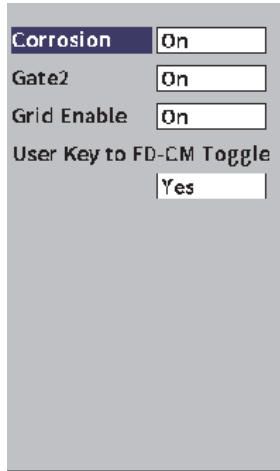 Corrosion On
Gate2 On
Grid Enable On
User Key to FD-CM Toggle
Yes